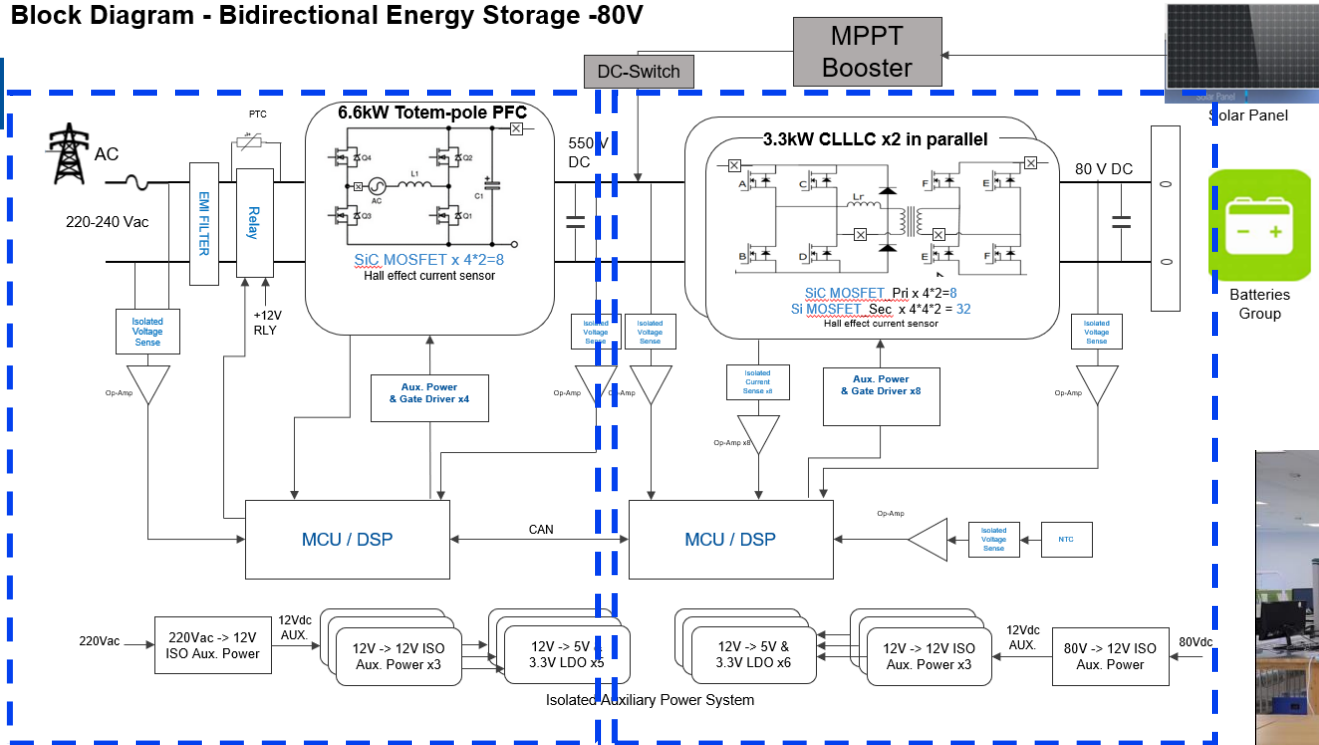 Block Diagram - Bidirectional Energy Storage -80V
MPPT
Booster
DC-Switch
Solar Panel
Solar Panel
PTC
6.6kW Totem-pole PFC
AC
550 V
DC
3.3kW CLLLC x2 in parallel
80 V DC
Q4
Q2
L1
AC
C1
Q3
Q1
A
C
F
E
Lr
B
D
E
F
220-240 Vac
EMI FILTER
Relay
SiC MOSFET x 4*2=8
Hall effect current sensor
SiC MOSFET_Pri x 4*2=8
Si MOSFET_Sec x 4*4*2 = 32
Hall effect current sensor
0
0
Batteries
Group
+12V
RLY
Isolated
Voltage
Sense
Isolated
Voltage
Sense
Isolated
Voltage
Sense
Isolated
Voltage
Sense
Op-Amp
Aux. Power
& Gate Driver x4
Op-Amp
Op-Amp
Isolated
Current
Sense x8
Aux. Power
& Gate Driver x8
Op-Amp
Op-Amp x8
MCU / DSP
CAN
MCU / DSP
Op-Amp
Isolated
Voltage
Sense
NTC
220Vac
220Vac -> 12V
ISO Aux. Power
12Vdc
AUX.
12V -> 12V ISO
Aux. Power x3
12V -> 5V &
3.3V LDO x5
12V -> 5V &
3.3V LDO x6
12V -> 12V ISO
Aux. Power x3
12Vdc
AUX.
80V -> 12V ISO
Aux. Power
80Vdc
Isolated Auxiliary Power System